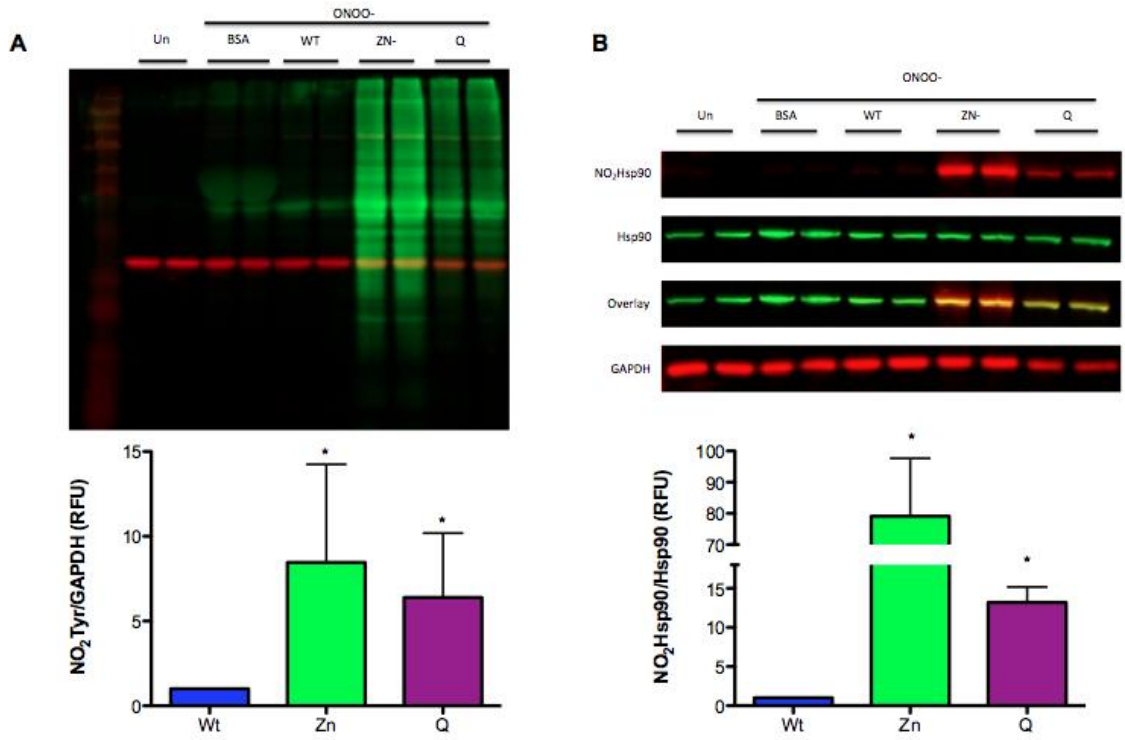 A
ONOO-
Un BSA WT ZN- Q
15
10
5
0
NO2Tyr/GAPDH (RFU)
* *
Wt Zn Q
B
ONOO-
Un BSA WT ZN- Q
NO2Hsp90
Hsp90
Overlay
GAPDH
100
90
80
70
15
10
5
0
NO2Hsp90/Hsp90 (RFU)
* *
Wt Zn Q